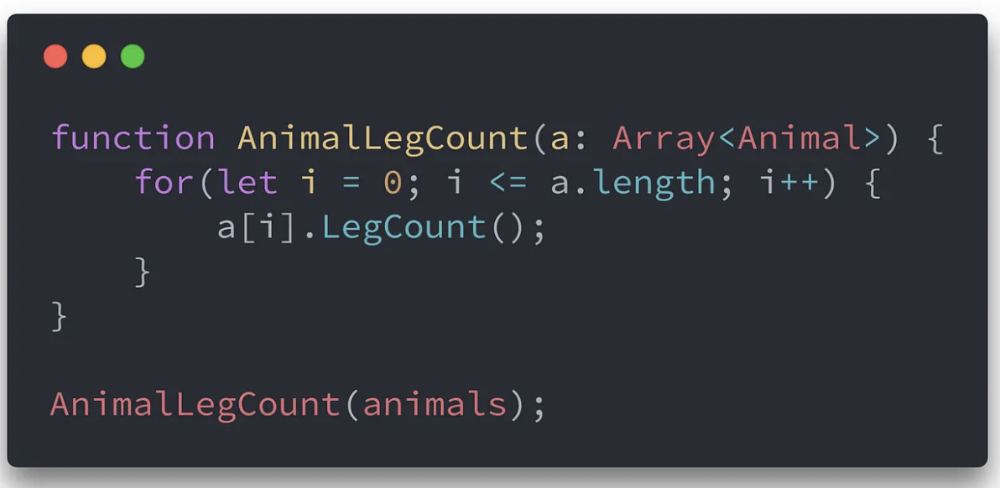 function AnimalLegCount(a: Array<Animal>) {
    for(let i = 0; i <= a.length; i++) {
        a[i].LegCount();
    }
}

AnimalLegCount(animals);